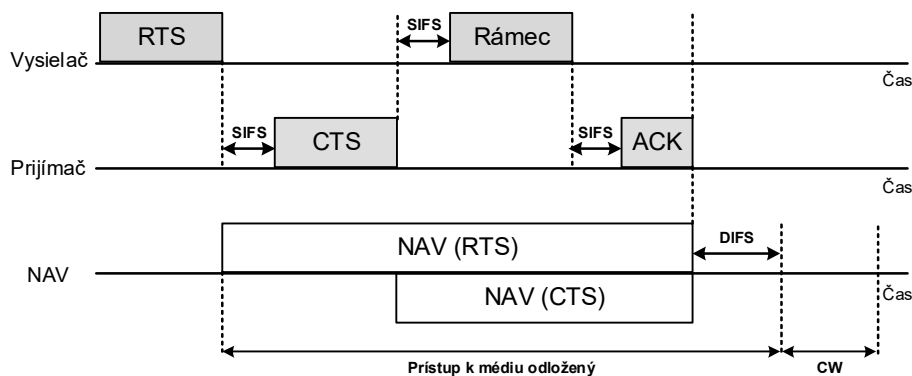 RTS
SIFS
Rámec
Vysielač
Čas
SIFS
CTS
SIFS
ACK
Prijímač
Čas
NAV (RTS)
DIFS
NAV
NAV (CTS)
Čas
Prístup k médiu odložený
CW